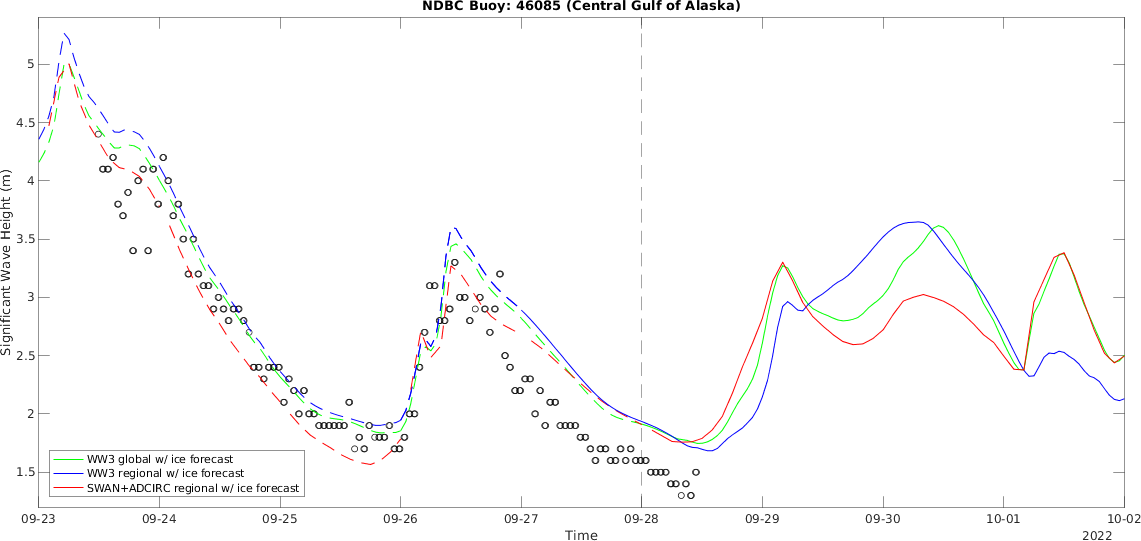 NDBC Buoy: 46085 (Central Gulf of Alaska)
Significant Wave Height (m)
5
4.5
4
3.5
3
2.5
2
1.5
WW3 global w/ ice forecast
WW3 regional w/ ice forecast
SWAN+ADCIRC regional w/ ice forecast
09-23 09-24 09-25 09-26 09-27 09-28 09-29 09-30 10-01 10-02
Time
2022